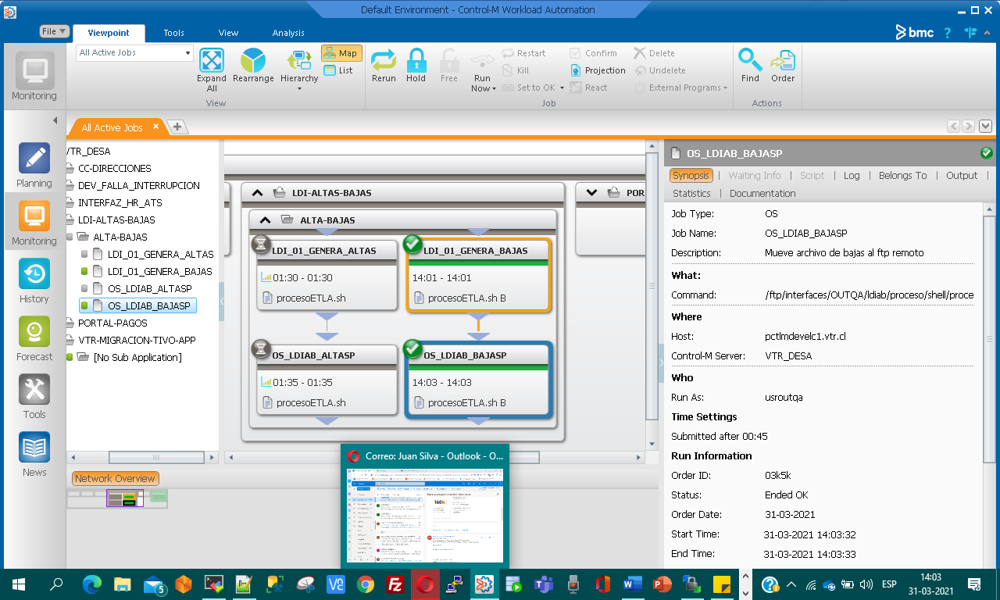 Default Environment - Control-M Workload Automation
File
Viewpoint
Tools
View
Analysis
bmc
?
All Active Jobs
Expand All
Rearrange
Hierarchy
Map
List
View
Rerun
Hold
Free
Run Now
Restart
Kill
Set to OK
Confirm
Projection
React
Delete
Undelete
External Programs
Job
Find
Order
Actions
Monitoring
Planning
Monitoring
History
Forecast
Tools
News
All Active Jobs
VTR_DESA
CC-DIRECCIONES
DEV_FALLA_INTERRUPCION
INTERFAZ_HR_ATS
LDI-ALTAS-BAJAS
ALTA-BAJAS
LDI_01_GENERA_ALTAS
LDI_01_GENERA_BAJAS
OS_LDIAB_ALTASP
OS_LDIAB_BAJASP
PORTAL-PAGOS
VTR-MIGRACION-TIVO-APP
[No Sub Application]
LDI-ALTAS-BAJAS
POR
ALTA-BAJAS
LDI_01_GENERA_ALTAS
01:30 - 01:30
procesoETLA.sh
LDI_01_GENERA_BAJAS
14:01 - 14:01
procesoETLA.sh B
OS_LDIAB_ALTASP
01:35 - 01:35
procesoETLA.sh
OS_LDIAB_BAJASP
14:03 - 14:03
procesoETLA.sh B
Network Overview
Correo: Juan Silva - Outlook - O...
160k
OS_LDIAB_BAJASP
Synopsis
Waiting Info
Script
Log
Belongs To
Output
Statistics
Documentation
Job Type: OS
Job Name: OS_LDIAB_BAJASP
Description: Mueve archivo de bajas al ftp remoto
What:
Command: /ftp/interfaces/OUTQA/ldiab/proceso/shell/proce
Where
Host: pctlmdevelc1.vtr.cl
Control-M Server: VTR_DESA
Who
Run As: usroutqa
Time Settings
Submitted after 00:45
Run Information
Order ID:
Status: Ended OK
Order Date: 31-03-2021
Start Time: 31-03-2021 14:03:32
End Time: 31-03-2021 14:03:33
5
ESP
14:03
31-03-2021